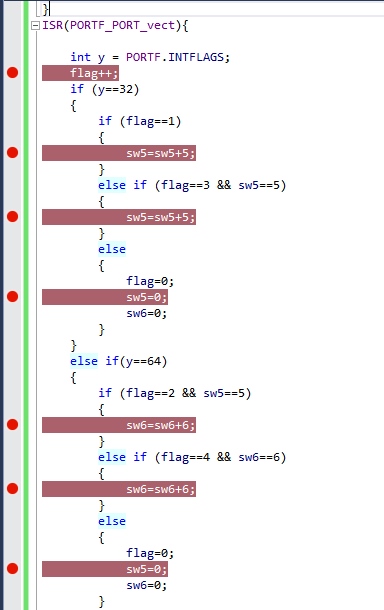 }
ISR(PORTF_PORT_vect){
int y = PORTF.INTFLAGS;
flag++;
if (y==32)
{
if (flag==1)
{
sw5=sw5+5;
}
else if (flag==3 && sw5==5)
{
sw5=sw5+5;
}
else
{
flag=0;
sw5=0;
sw6=0;
}
}
else if(y==64)
{
if (flag==2 && sw5==5)
{
sw6=sw6+6;
}
else if (flag==4 && sw6==6)
{
sw6=sw6+6;
}
else
{
flag=0;
sw5=0;
sw6=0;
}